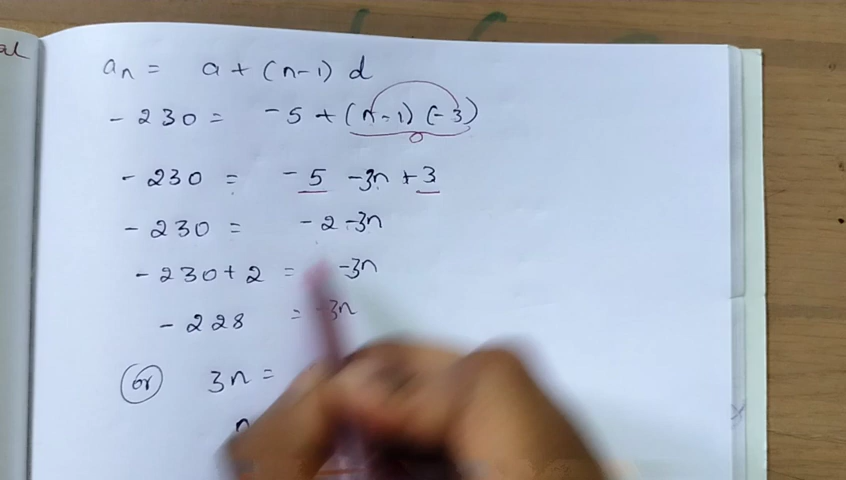 al
an = a + (n-1) d
- 230 = -5 + (n-1) (-3)
- 230 = - 5 -3n + 3
- 230 = - 2 -3n
- 230 + 2 = -3n
- 228 = -3n
or 3n =
n